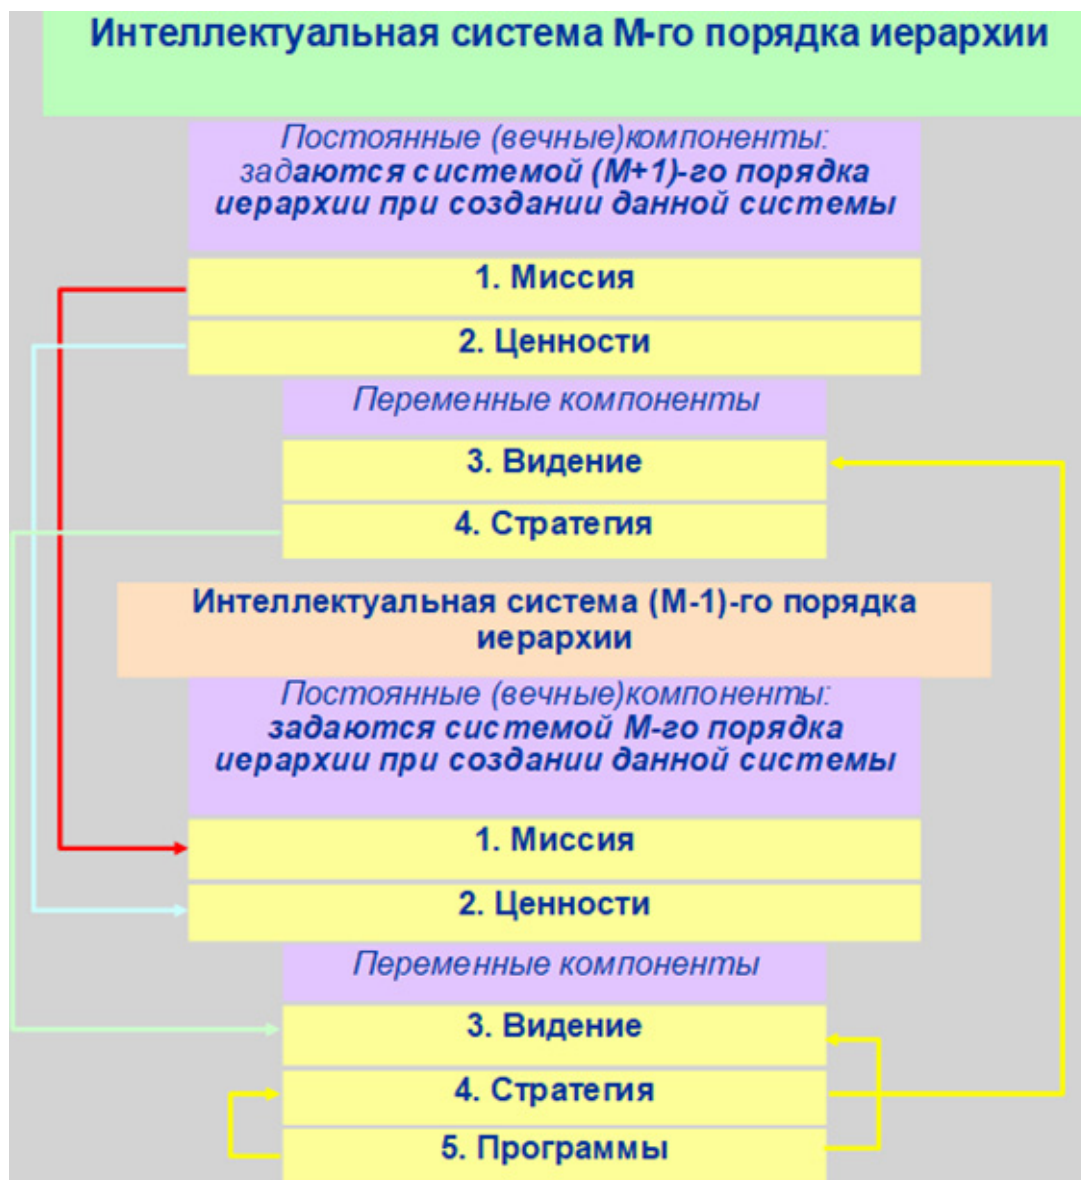 Интеллектуальная система М-го порядка иерархии
Постоянные (вечные)компоненты:
задаются системой (М+1)-го порядка
иерархии при создании данной системы
1. Миссия
2. Ценности
Переменные компоненты
3. Видение
4. Стратегия
Интеллектуальная система (М-1)-го порядка
иерархии
Постоянные (вечные)компоненты:
задаются системой М-го порядка
иерархии при создании данной системы
1. Миссия
2. Ценности
Переменные компоненты
3. Видение
4. Стратегия
5. Программы